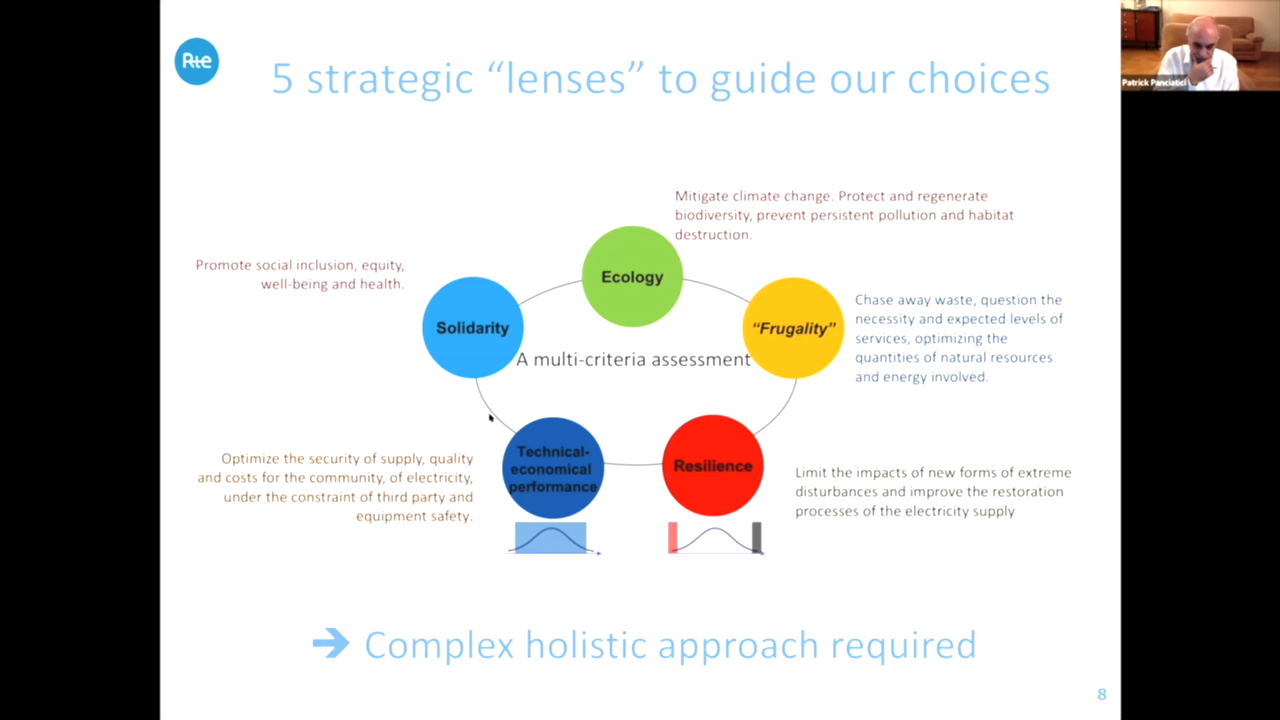 Rte
5 strategic “lenses” to guide our choices
Patrick Panciatici
Mitigate climate change. Protect and regenerate
biodiversity, prevent persistent pollution and habitat
destruction.
Ecology
Promote social inclusion, equity,
well-being and health.
Solidarity
“Frugality”
Chase away waste, question the
necessity and expected levels of
services, optimizing the
quantities of natural resources
and energy involved.
A multi-criteria assessment
Optimize the security of supply, quality
and costs for the community, of electricity,
under the constraint of third party and
equipment safety.
Technical-
economical
performance
Resilience
Limit the impacts of new forms of extreme
disturbances and improve the restoration
processes of the electricity supply
➔ Complex holistic approach required
8